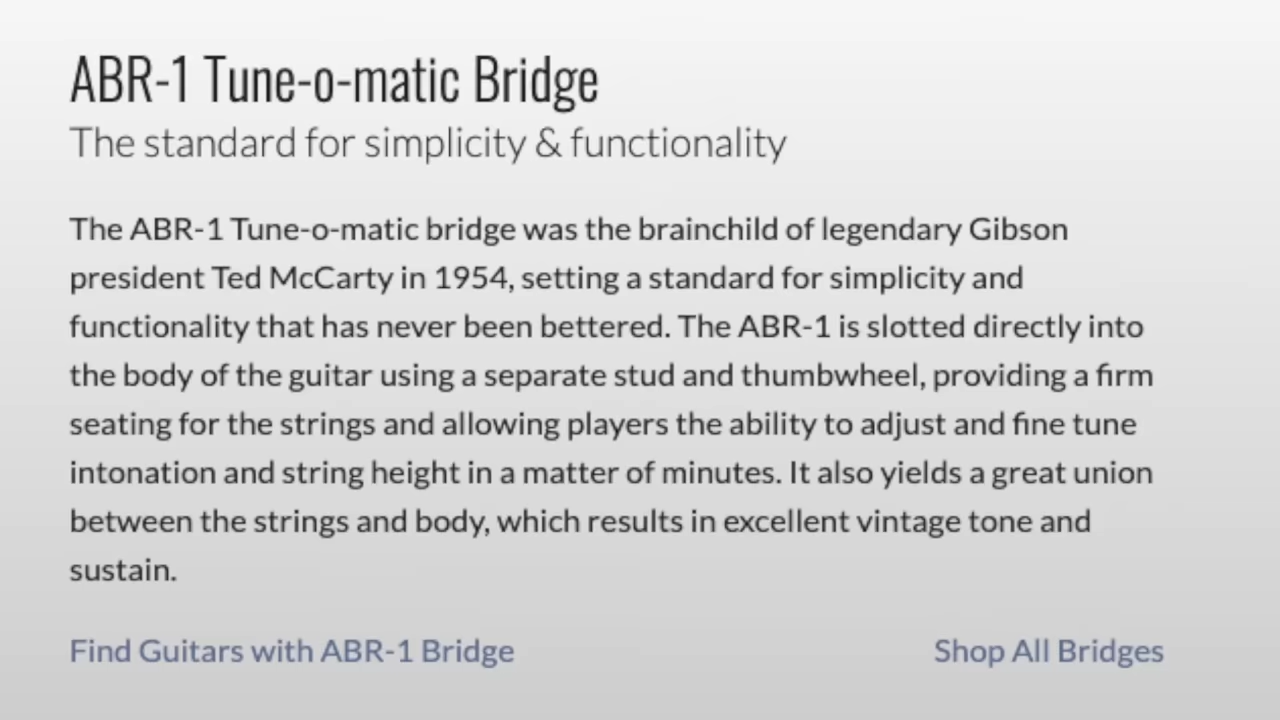 ABR-1 Tune-o-matic Bridge
The standard for simplicity & functionality
The ABR-1 Tune-o-matic bridge was the brainchild of legendary Gibson
president Ted McCarty in 1954, setting a standard for simplicity and
functionality that has never been bettered. The ABR-1 is slotted directly into
the body of the guitar using a separate stud and thumbwheel, providing a firm
seating for the strings and allowing players the ability to adjust and fine tune
intonation and string height in a matter of minutes. It also yields a great union
between the strings and body, which results in excellent vintage tone and
sustain.
Find Guitars with ABR-1 Bridge
Shop All Bridges